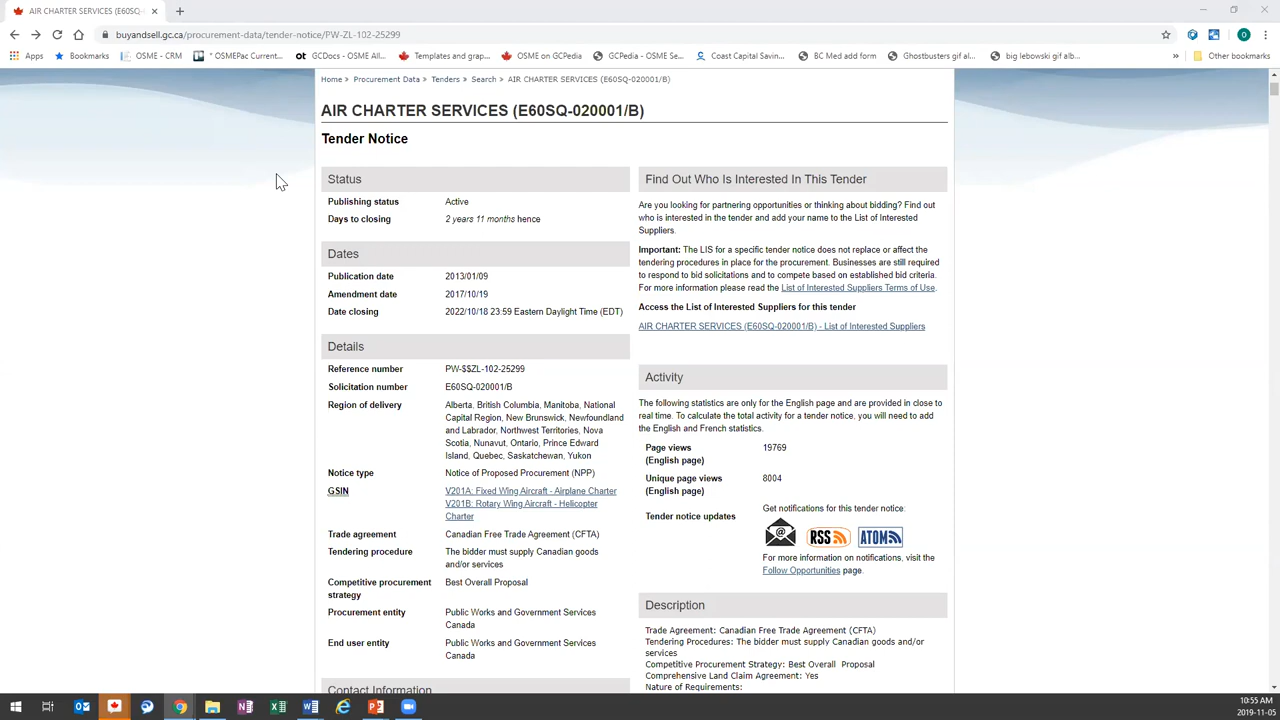 AIR CHARTER SERVICES (E60SQ-
buyandsell.gc.ca/procurement-data/tender-notice/PW-ZL-102-25299
Apps Bookmarks OSME - CRM " OSMEPac Current... GCDocs - OSME All... Templates and grap... OSME on GCPedia GCPedia - OSME Se... Coast Capital Savin... BC Med add form Ghostbusters gif al... big lebowski gif alb... » Other bookmarks
Home > Procurement Data > Tenders > Search > AIR CHARTER SERVICES (E60SQ-020001/B)
AIR CHARTER SERVICES (E60SQ-020001/B)
Tender Notice
Status
Publishing status Active
Days to closing 2 years 11 months hence
Dates
Publication date 2013/01/09
Amendment date 2017/10/19
Date closing 2022/10/18 23:59 Eastern Daylight Time (EDT)
Details
Reference number PW-$$ZL-102-25299
Solicitation number E60SQ-020001/B
Region of delivery Alberta, British Columbia, Manitoba, National
Capital Region, New Brunswick, Newfoundland
and Labrador, Northwest Territories, Nova
Scotia, Nunavut, Ontario, Prince Edward
Island, Quebec, Saskatchewan, Yukon
Notice type Notice of Proposed Procurement (NPP)
GSIN V201A: Fixed Wing Aircraft - Airplane Charter
V201B: Rotary Wing Aircraft - Helicopter
Charter
Trade agreement Canadian Free Trade Agreement (CFTA)
Tendering procedure The bidder must supply Canadian goods
and/or services
Competitive procurement Best Overall Proposal
strategy
Procurement entity Public Works and Government Services
Canada
End user entity Public Works and Government Services
Canada
Contact Information
Find Out Who Is Interested In This Tender
Are you looking for partnering opportunities or thinking about bidding? Find out
who is interested in the tender and add your name to the List of Interested
Suppliers.
Important: The LIS for a specific tender notice does not replace or affect the
tendering procedures in place for the procurement. Businesses are still required
to respond to bid solicitations and to compete based on established bid criteria.
For more information please read the List of Interested Suppliers Terms of Use.
Access the List of Interested Suppliers for this tender
AIR CHARTER SERVICES (E60SQ-020001/B) - List of Interested Suppliers
Activity
The following statistics are only for the English page and are provided in close to
real time. To calculate the total activity for a tender notice, you will need to add
the English and French statistics.
Page views 19769
(English page)
Unique page views 8004
(English page)
Tender notice updates Get notifications for this tender notice:
@ RSS ATOM
For more information on notifications, visit the
Follow Opportunities page.
Description
Trade Agreement: Canadian Free Trade Agreement (CFTA)
Tendering Procedures: The bidder must supply Canadian goods and/or
services
Competitive Procurement Strategy: Best Overall Proposal
Comprehensive Land Claim Agreement: Yes
Nature of Requirements:
10:55 AM
2019-11-05